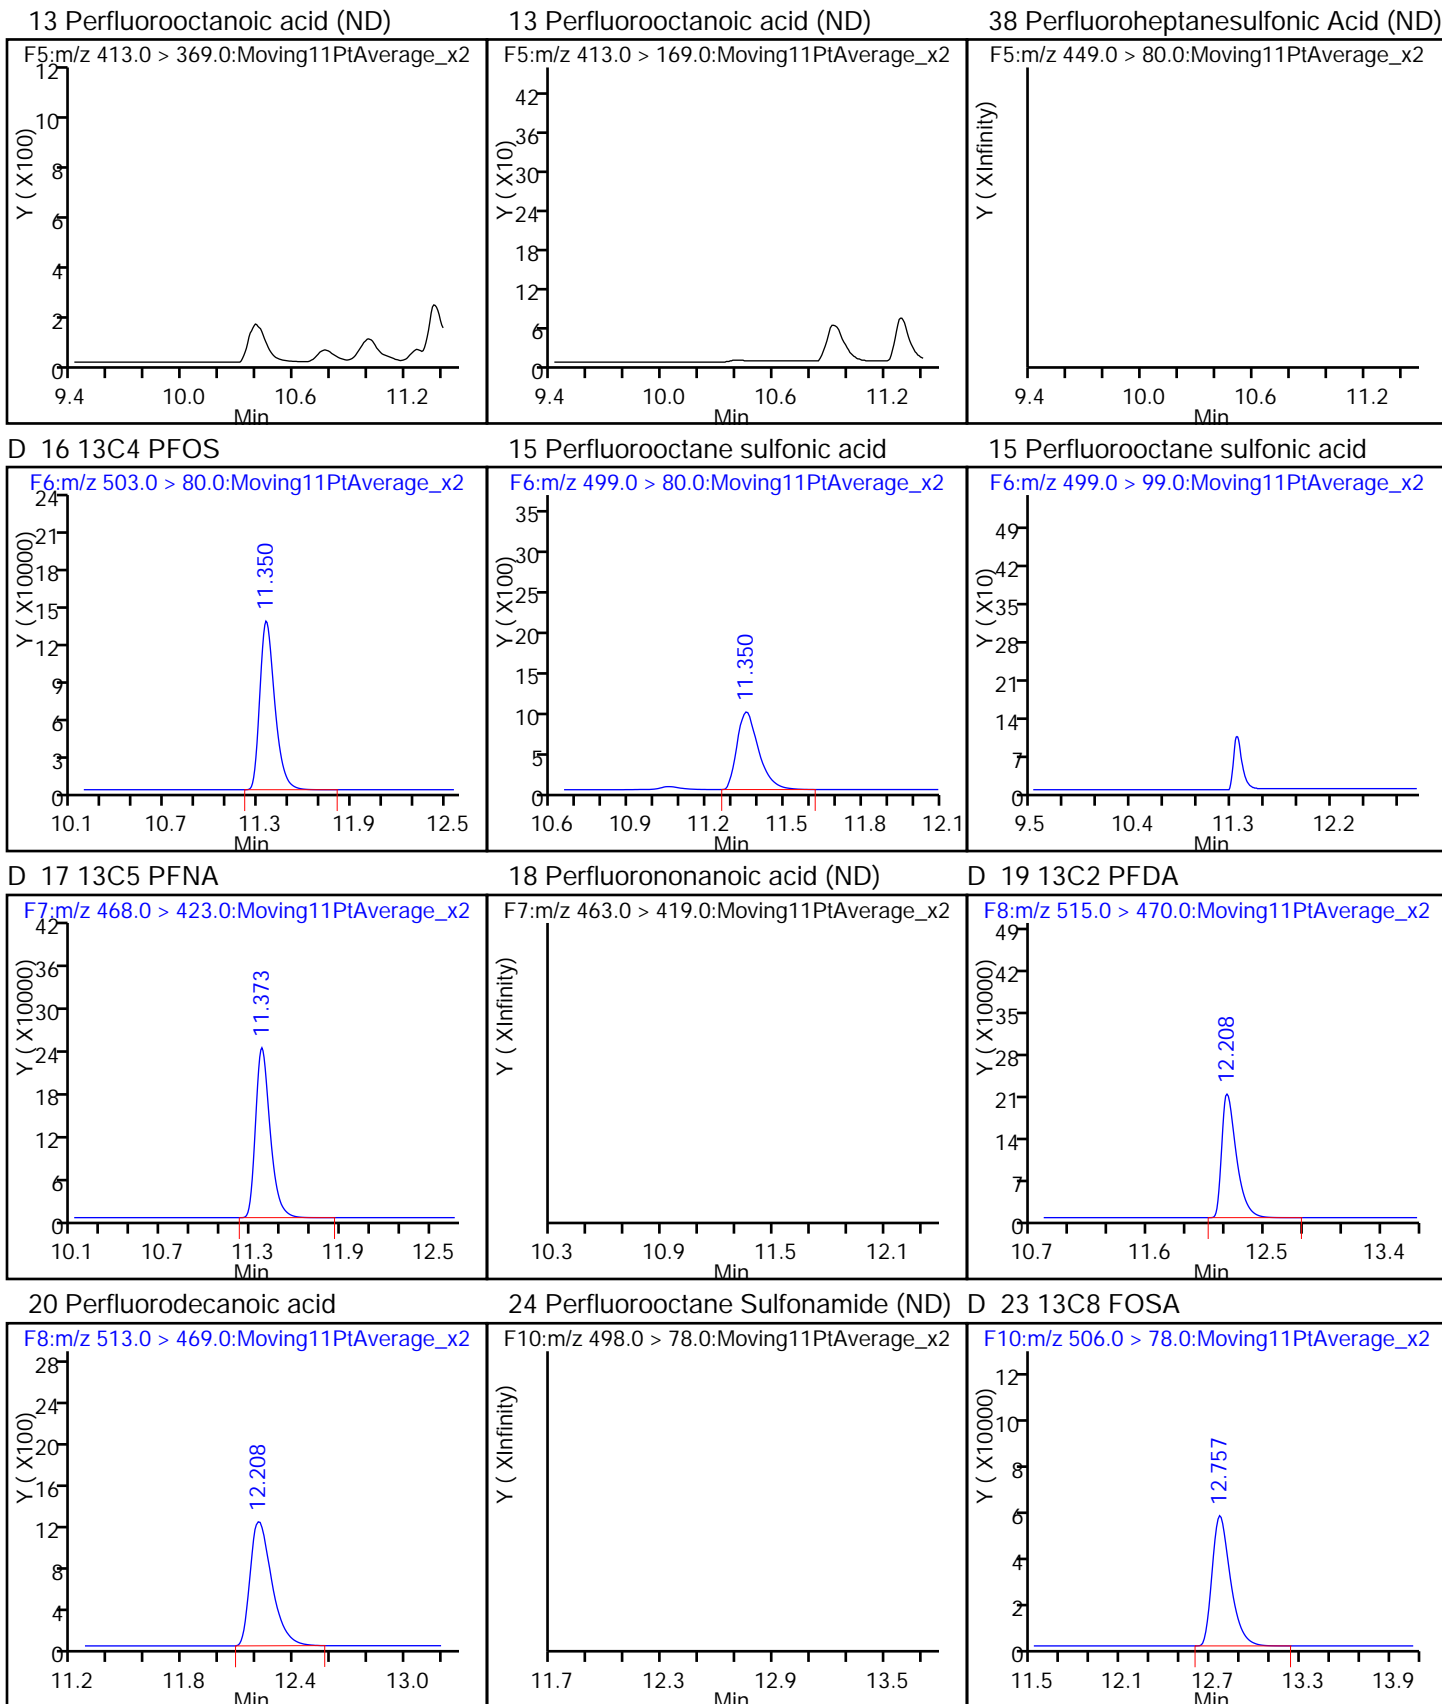 13 Perfluorooctanoic acid (ND)
F5:m/z 413.0 > 369.0:Moving11PtAverage_x2
Y ( X100)
12
10
8
6
4
2
0
9.4 10.0 10.6 11.2
Min
13 Perfluorooctanoic acid (ND)
F5:m/z 413.0 > 169.0:Moving11PtAverage_x2
Y ( X10)
42
36
30
24
18
12
6
0
9.4 10.0 10.6 11.2
Min
38 Perfluoroheptanesulfonic Acid (ND)
F5:m/z 449.0 > 80.0:Moving11PtAverage_x2
Y ( XInfinity)
9.4 10.0 10.6 11.2
Min
D 16 13C4 PFOS
F6:m/z 503.0 > 80.0:Moving11PtAverage_x2
Y ( X10000)
24
21
18
15
12
9
6
3
0
11.350
10.1 10.7 11.3 11.9 12.5
Min
15 Perfluorooctane sulfonic acid
F6:m/z 499.0 > 80.0:Moving11PtAverage_x2
Y ( X100)
35
30
25
20
15
10
5
0
11.350
10.6 10.9 11.2 11.5 11.8 12.1
Min
15 Perfluorooctane sulfonic acid
F6:m/z 499.0 > 99.0:Moving11PtAverage_x2
Y ( X10)
49
42
35
28
21
14
7
0
9.5 10.4 11.3 12.2
Min
D 17 13C5 PFNA
F7:m/z 468.0 > 423.0:Moving11PtAverage_x2
Y ( X10000)
42
36
30
24
18
12
6
0
11.373
10.1 10.7 11.3 11.9 12.5
Min
18 Perfluorononanoic acid (ND)
F7:m/z 463.0 > 419.0:Moving11PtAverage_x2
Y ( XInfinity)
10.3 10.9 11.5 12.1
Min
D 19 13C2 PFDA
F8:m/z 515.0 > 470.0:Moving11PtAverage_x2
Y ( X10000)
49
42
35
28
21
14
7
0
12.208
10.7 11.6 12.5 13.4
Min
20 Perfluorodecanoic acid
F8:m/z 513.0 > 469.0:Moving11PtAverage_x2
Y ( X100)
28
24
20
16
12
8
4
0
12.208
11.2 11.8 12.4 13.0
Min
24 Perfluorooctane Sulfonamide (ND)
F10:m/z 498.0 > 78.0:Moving11PtAverage_x2
Y ( XInfinity)
11.7 12.3 12.9 13.5
Min
D 23 13C8 FOSA
F10:m/z 506.0 > 78.0:Moving11PtAverage_x2
Y ( X10000)
12
10
8
6
4
2
0
12.757
11.5 12.1 12.7 13.3 13.9
Min